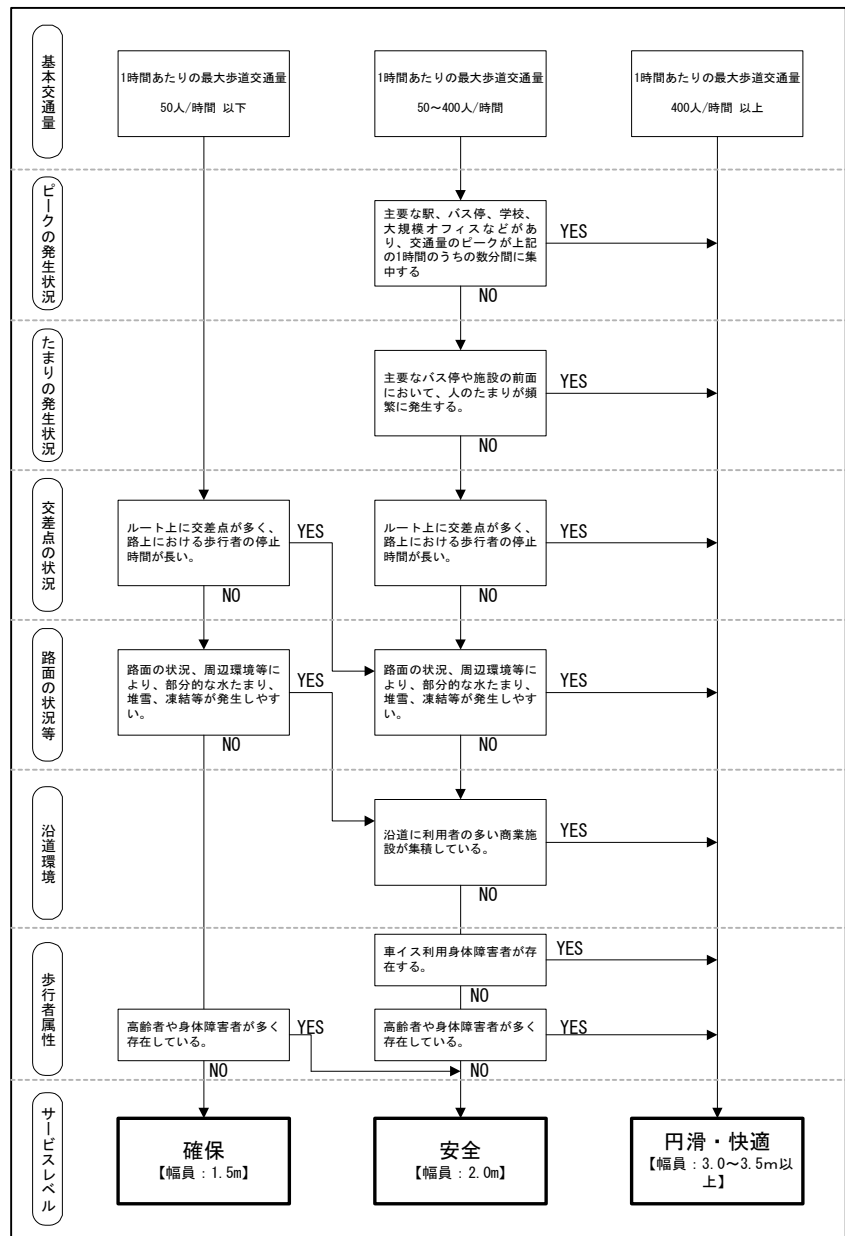 基本交通量
1時間あたりの最大歩道交通量
50人/時間 以下
1時間あたりの最大歩道交通量
50～400人/時間
1時間あたりの最大歩道交通量
400人/時間 以上
ピークの発生状況
主要な駅、バス停、学校、
大規模オフィスなどがあ
り、交通量のピークが上記
の1時間のうちの数分間に集
中する
YES
NO
たまりの発生状況
主要なバス停や施設の前面
において、人のたまりが頻
繁に発生する。
YES
NO
交差点の状況
ルート上に交差点が多く、
路上における歩行者の停止
時間が長い。
YES
NO
ルート上に交差点が多く、
路上における歩行者の停止
時間が長い。
YES
NO
路面の状況等
路面の状況、周辺環境等に
より、部分的な水たまり、
堆雪、凍結等が発生しやす
い。
YES
NO
路面の状況、周辺環境等に
より、部分的な水たまり、
堆雪、凍結等が発生しやす
い。
YES
NO
沿道環境
沿道に利用者の多い商業施
設が集積している。
YES
NO
歩行者属性
車イス利用身体障害者が存
在する。
YES
NO
高齢者や身体障害者が多く
存在している。
YES
NO
高齢者や身体障害者が多く
存在している。
YES
NO
サービスレベル
確保
【幅員：1.5m】
安全
【幅員：2.0m】
円滑・快適
【幅員：3.0～3.5m以
上】